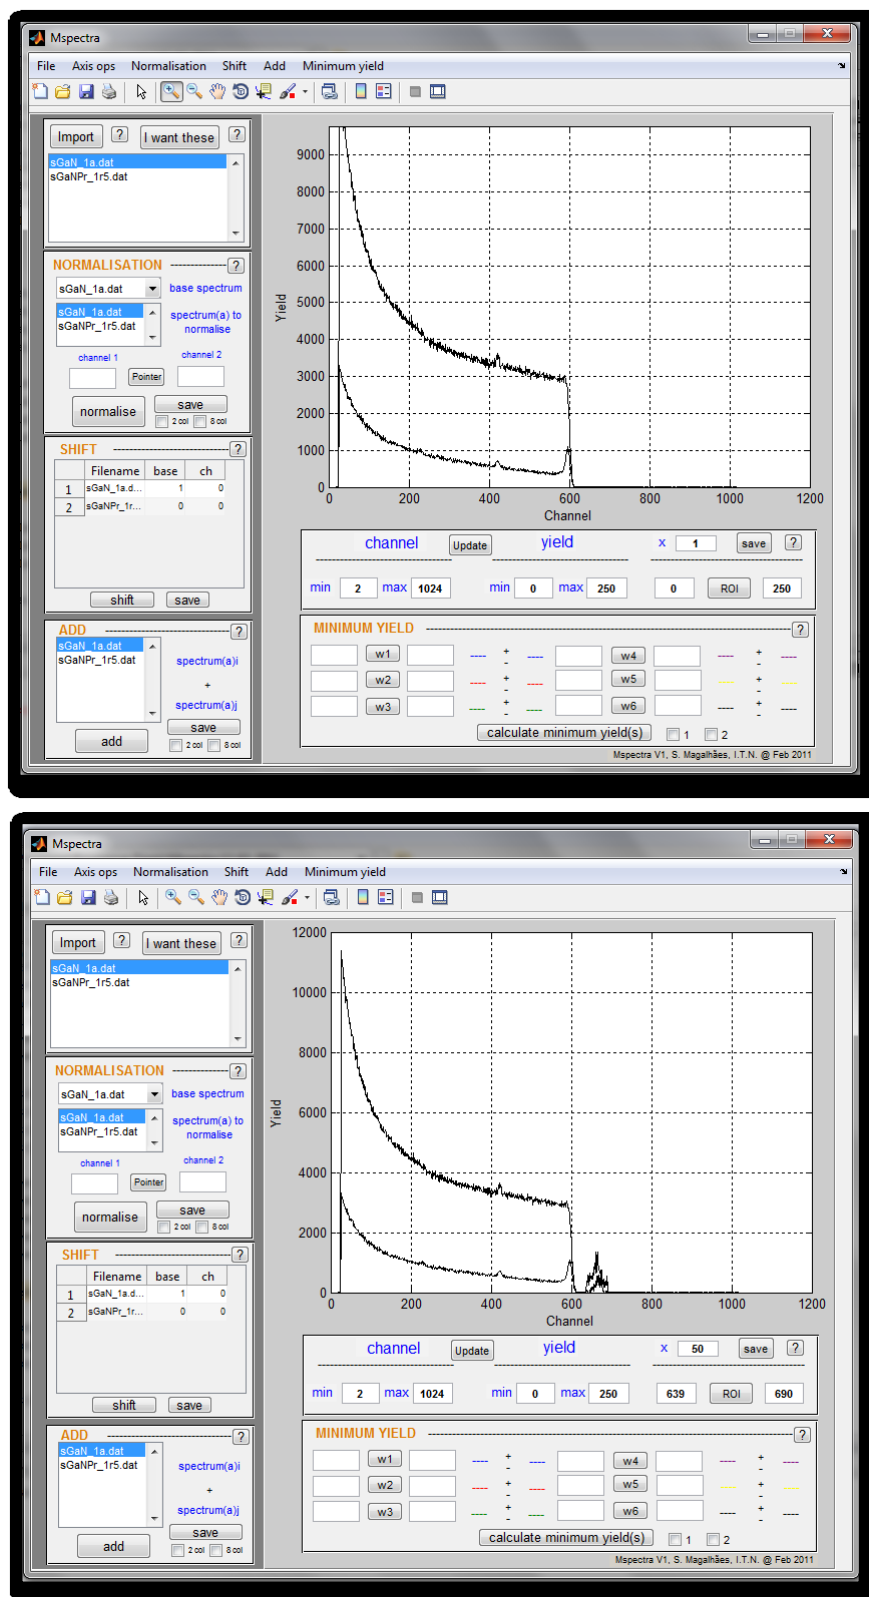 Mspectra
File Axis ops Normalisation Shift Add Minimum yield
Import ? I want these ?
sGaN_1a.dat
sGaNPr_1r5.dat
NORMALISATION ?
sGaN_1a.dat base spectrum
sGaN_1a.dat spectrum(a) to
sGaNPr_1r5.dat normalise
channel 1 channel 2
Pointer
normalise save
2 col 8 col
SHIFT ?
Filename base ch
1 sGaN_1a.d... 1 0
2 sGaNPr_1r... 0 0
shift save
ADD ?
sGaN_1a.dat
sGaNPr_1r5.dat spectrum(a)i
+
spectrum(a)j
save
add 2 col 8 col
9000
8000
7000
6000
5000
4000
3000
2000
1000
0
Yield
0 200 400 600 800 1000 1200
Channel
channel Update yield x 1 save ?
min 2 max 1024 min 0 max 250 0 ROI 250
MINIMUM YIELD ?
w1 + - w4 + -
w2 + - w5 + -
w3 + - w6 + -
calculate minimum yield(s) 1 2
Mspectra V1, S. Magalhães, I.T.N. @ Feb 2011
Mspectra
File Axis ops Normalisation Shift Add Minimum yield
Import ? I want these ?
sGaN_1a.dat
sGaNPr_1r5.dat
NORMALISATION ?
sGaN_1a.dat base spectrum
sGaN_1a.dat spectrum(a) to
sGaNPr_1r5.dat normalise
channel 1 channel 2
Pointer
normalise save
2 col 8 col
SHIFT ?
Filename base ch
1 sGaN_1a.d... 1 0
2 sGaNPr_1r... 0 0
shift save
ADD ?
sGaN_1a.dat
sGaNPr_1r5.dat spectrum(a)i
+
spectrum(a)j
save
add 2 col 8 col
12000
10000
8000
6000
4000
2000
0
Yield
0 200 400 600 800 1000 1200
Channel
channel Update yield x 50 save ?
min 2 max 1024 min 0 max 250 639 ROI 690
MINIMUM YIELD ?
w1 + - w4 + -
w2 + - w5 + -
w3 + - w6 + -
calculate minimum yield(s) 1 2
Mspectra V1, S. Magalhães, I.T.N. @ Feb 2011